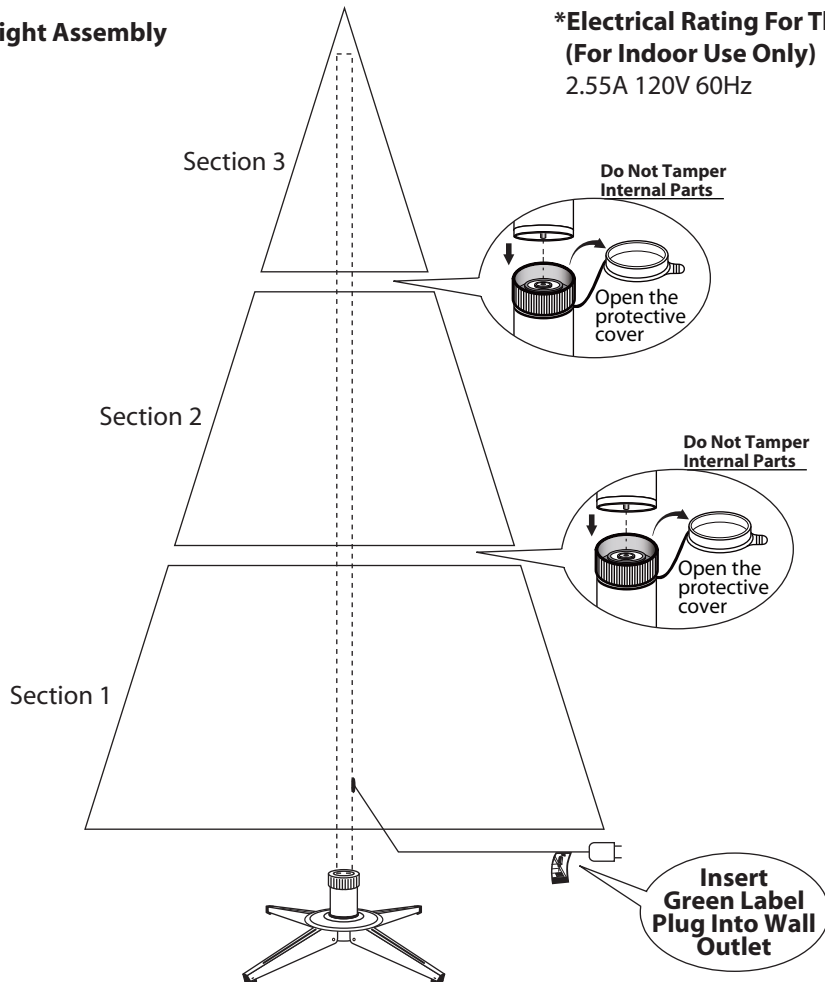 ight Assembly
*Electrical Rating For Th
(For Indoor Use Only)
2.55A 120V 60Hz
Section 3
Do Not Tamper
Internal Parts
Open the
protective
cover
Section 2
Do Not Tamper
Internal Parts
Open the
protective
cover
Section 1
Insert
Green Label
Plug Into Wall
Outlet